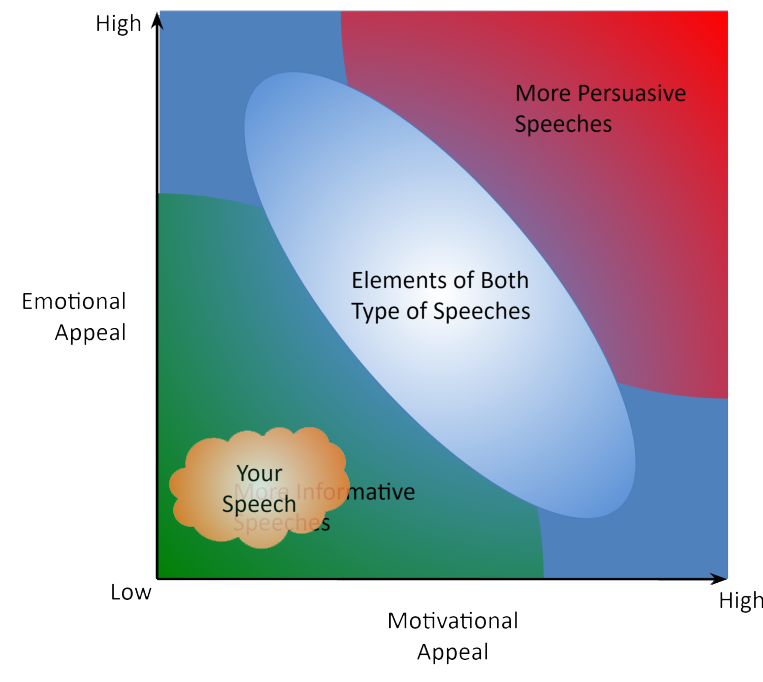 High
More Persuasive
Speeches
Elements of Both
Type of Speeches
Emotional
Appeal
Your
Speech
More Informative
Speeches
Low
High
Motivational
Appeal